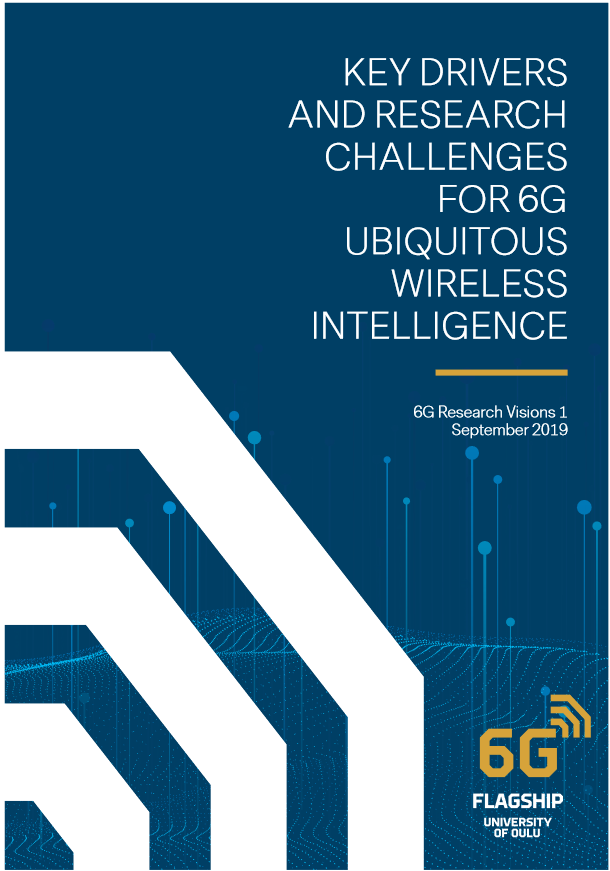 KEY DRIVERS
AND RESEARCH
CHALLENGES
FOR 6G
UBIQUITOUS
WIRELESS
INTELLIGENCE
6G Research Visions 1
September 2019
6G
FLAGSHIP
UNIVERSITY
OF OULU